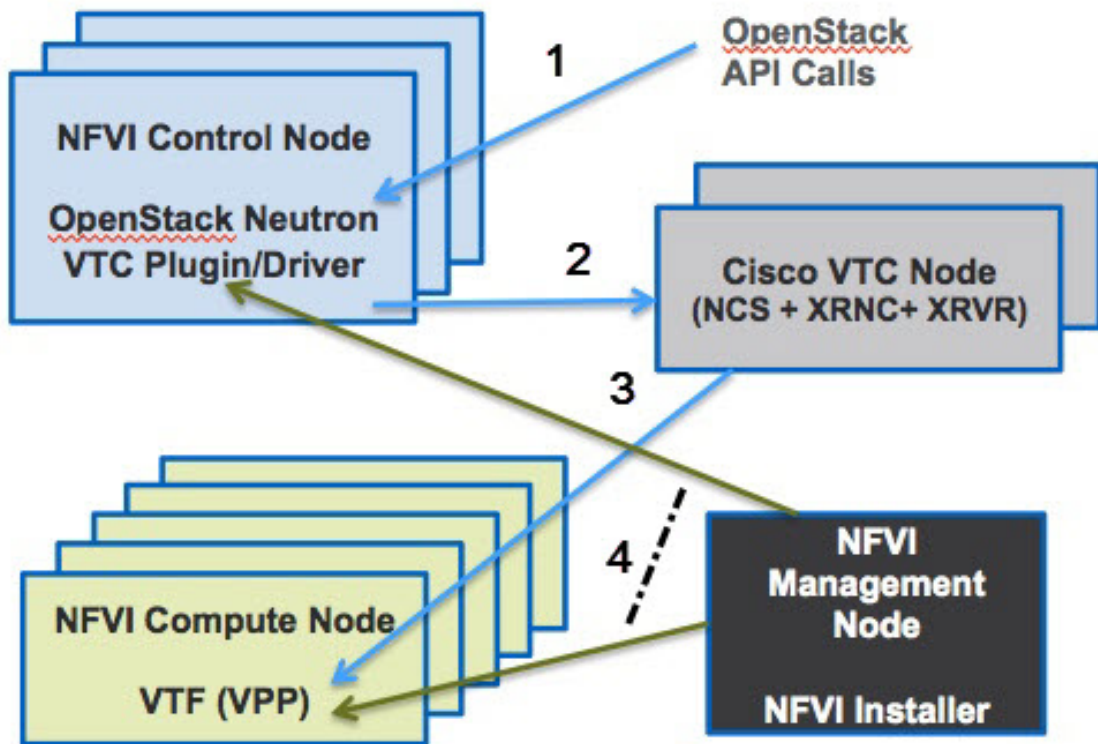 OpenStack
API Calls
1
NFVI Control Node
OpenStack Neutron
VTC Plugin/Driver
2
Cisco VTC Node
(NCS + XRNC+ XRVR)
3
4
NFVI Compute Node
VTF (VPP)
NFVI
Management
Node
NFVI Installer